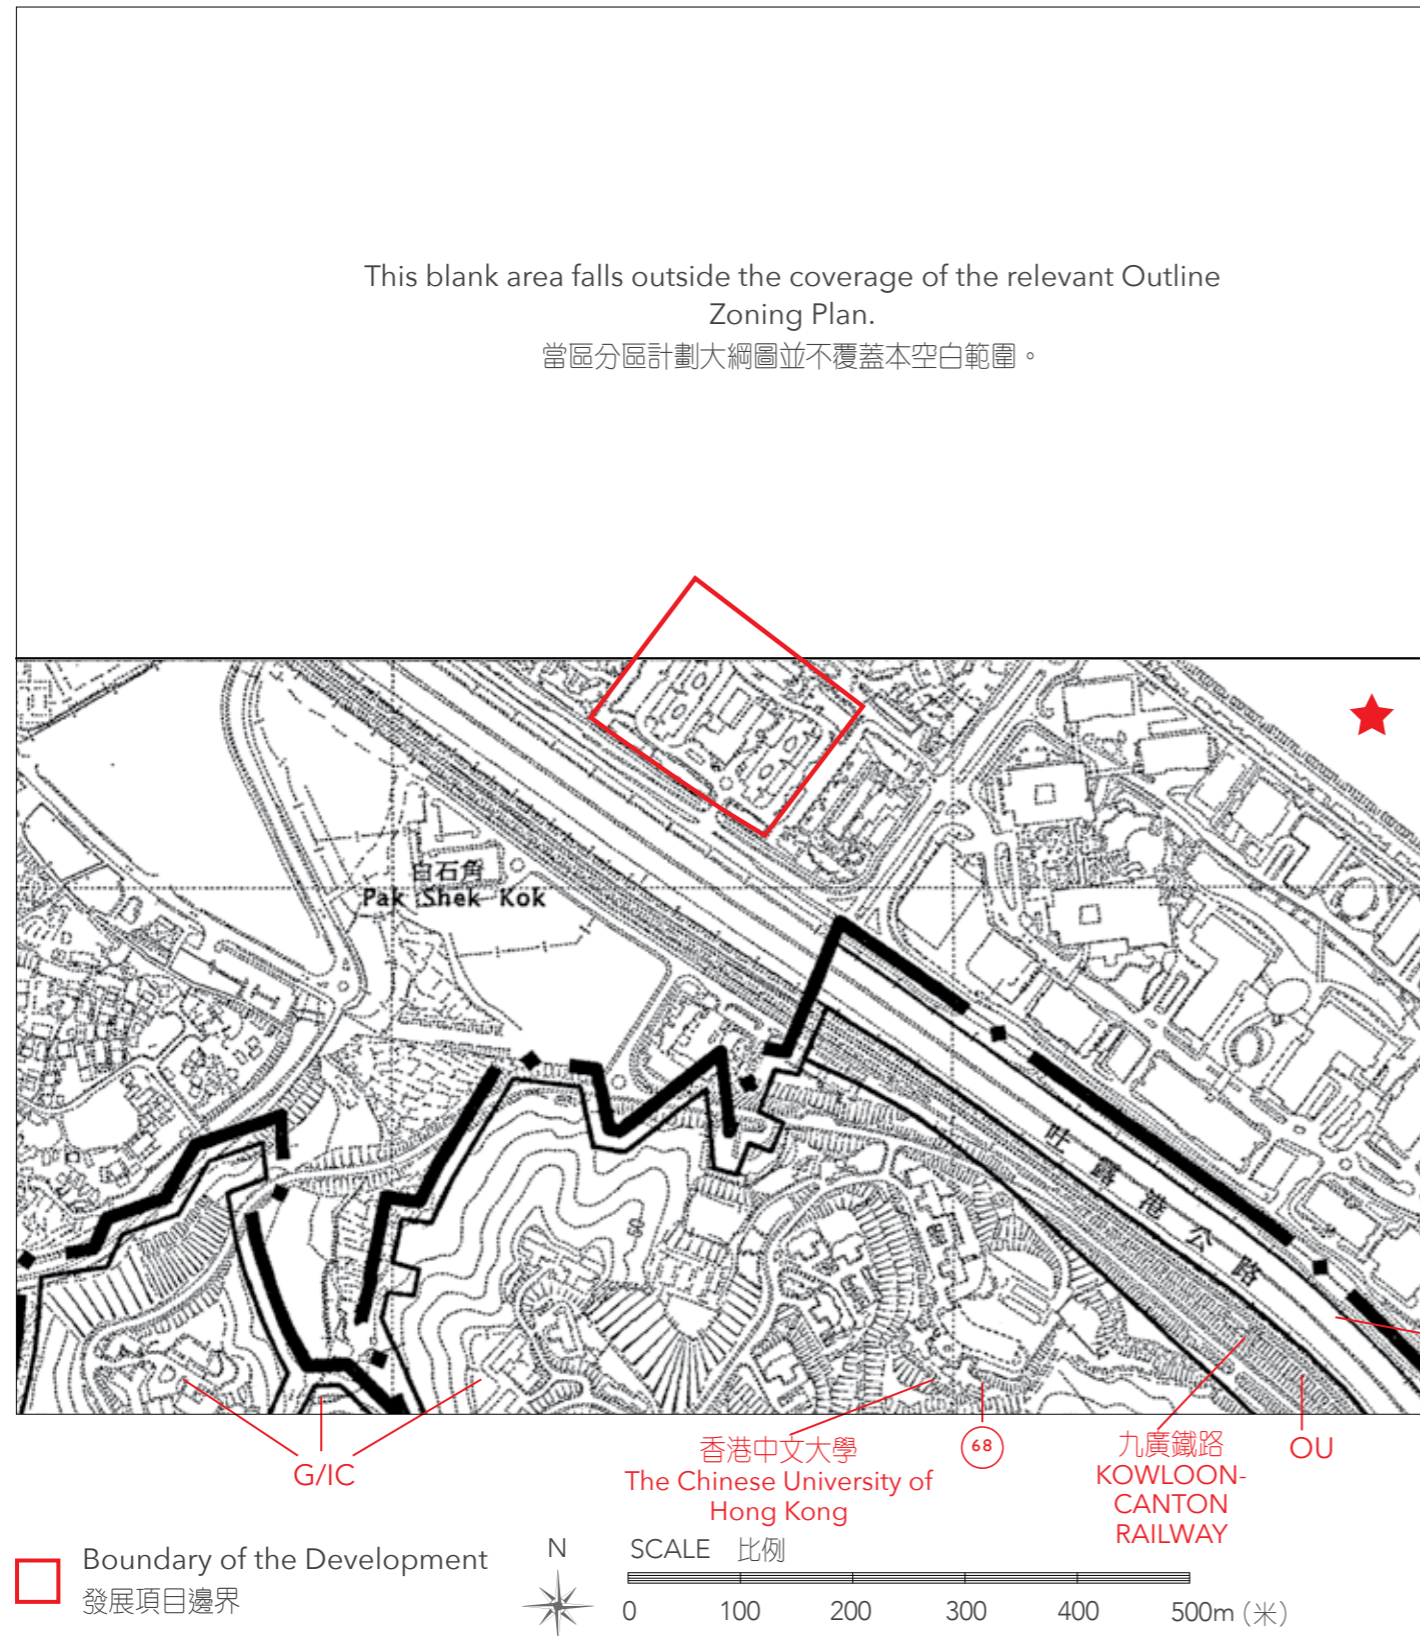 This blank area falls outside the coverage of the relevant Outline
Zoning Plan.
當區分區計劃大綱圖並不覆蓋本空白範圍。
白石角
Pak Shek Kok
吐露港公路
G/IC
香港中文大學
The Chinese University of
Hong Kong
68
九廣鐵路
KOWLOON-
CANTON
RAILWAY
OU
Boundary of the Development
發展項目邊界
N
SCALE 比例
0 100 200 300 400 500m (米)